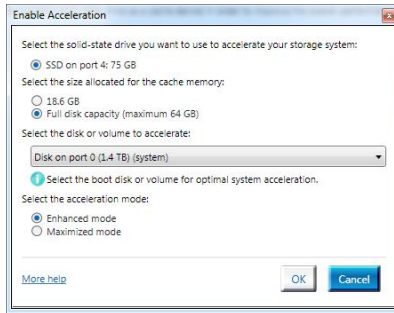 Enable Acceleration
Select the solid-state drive you want to use to accelerate your storage system:
SSD on port 4: 75 GB
Select the size allocated for the cache memory:
18.6 GB
Full disk capacity (maximum 64 GB)
Select the disk or volume to accelerate:
Disk on port 0 (1.4 TB) (system)
Select the boot disk or volume for optimal system acceleration.
Select the acceleration mode:
Enhanced mode
Maximized mode
More help
OK
Cancel